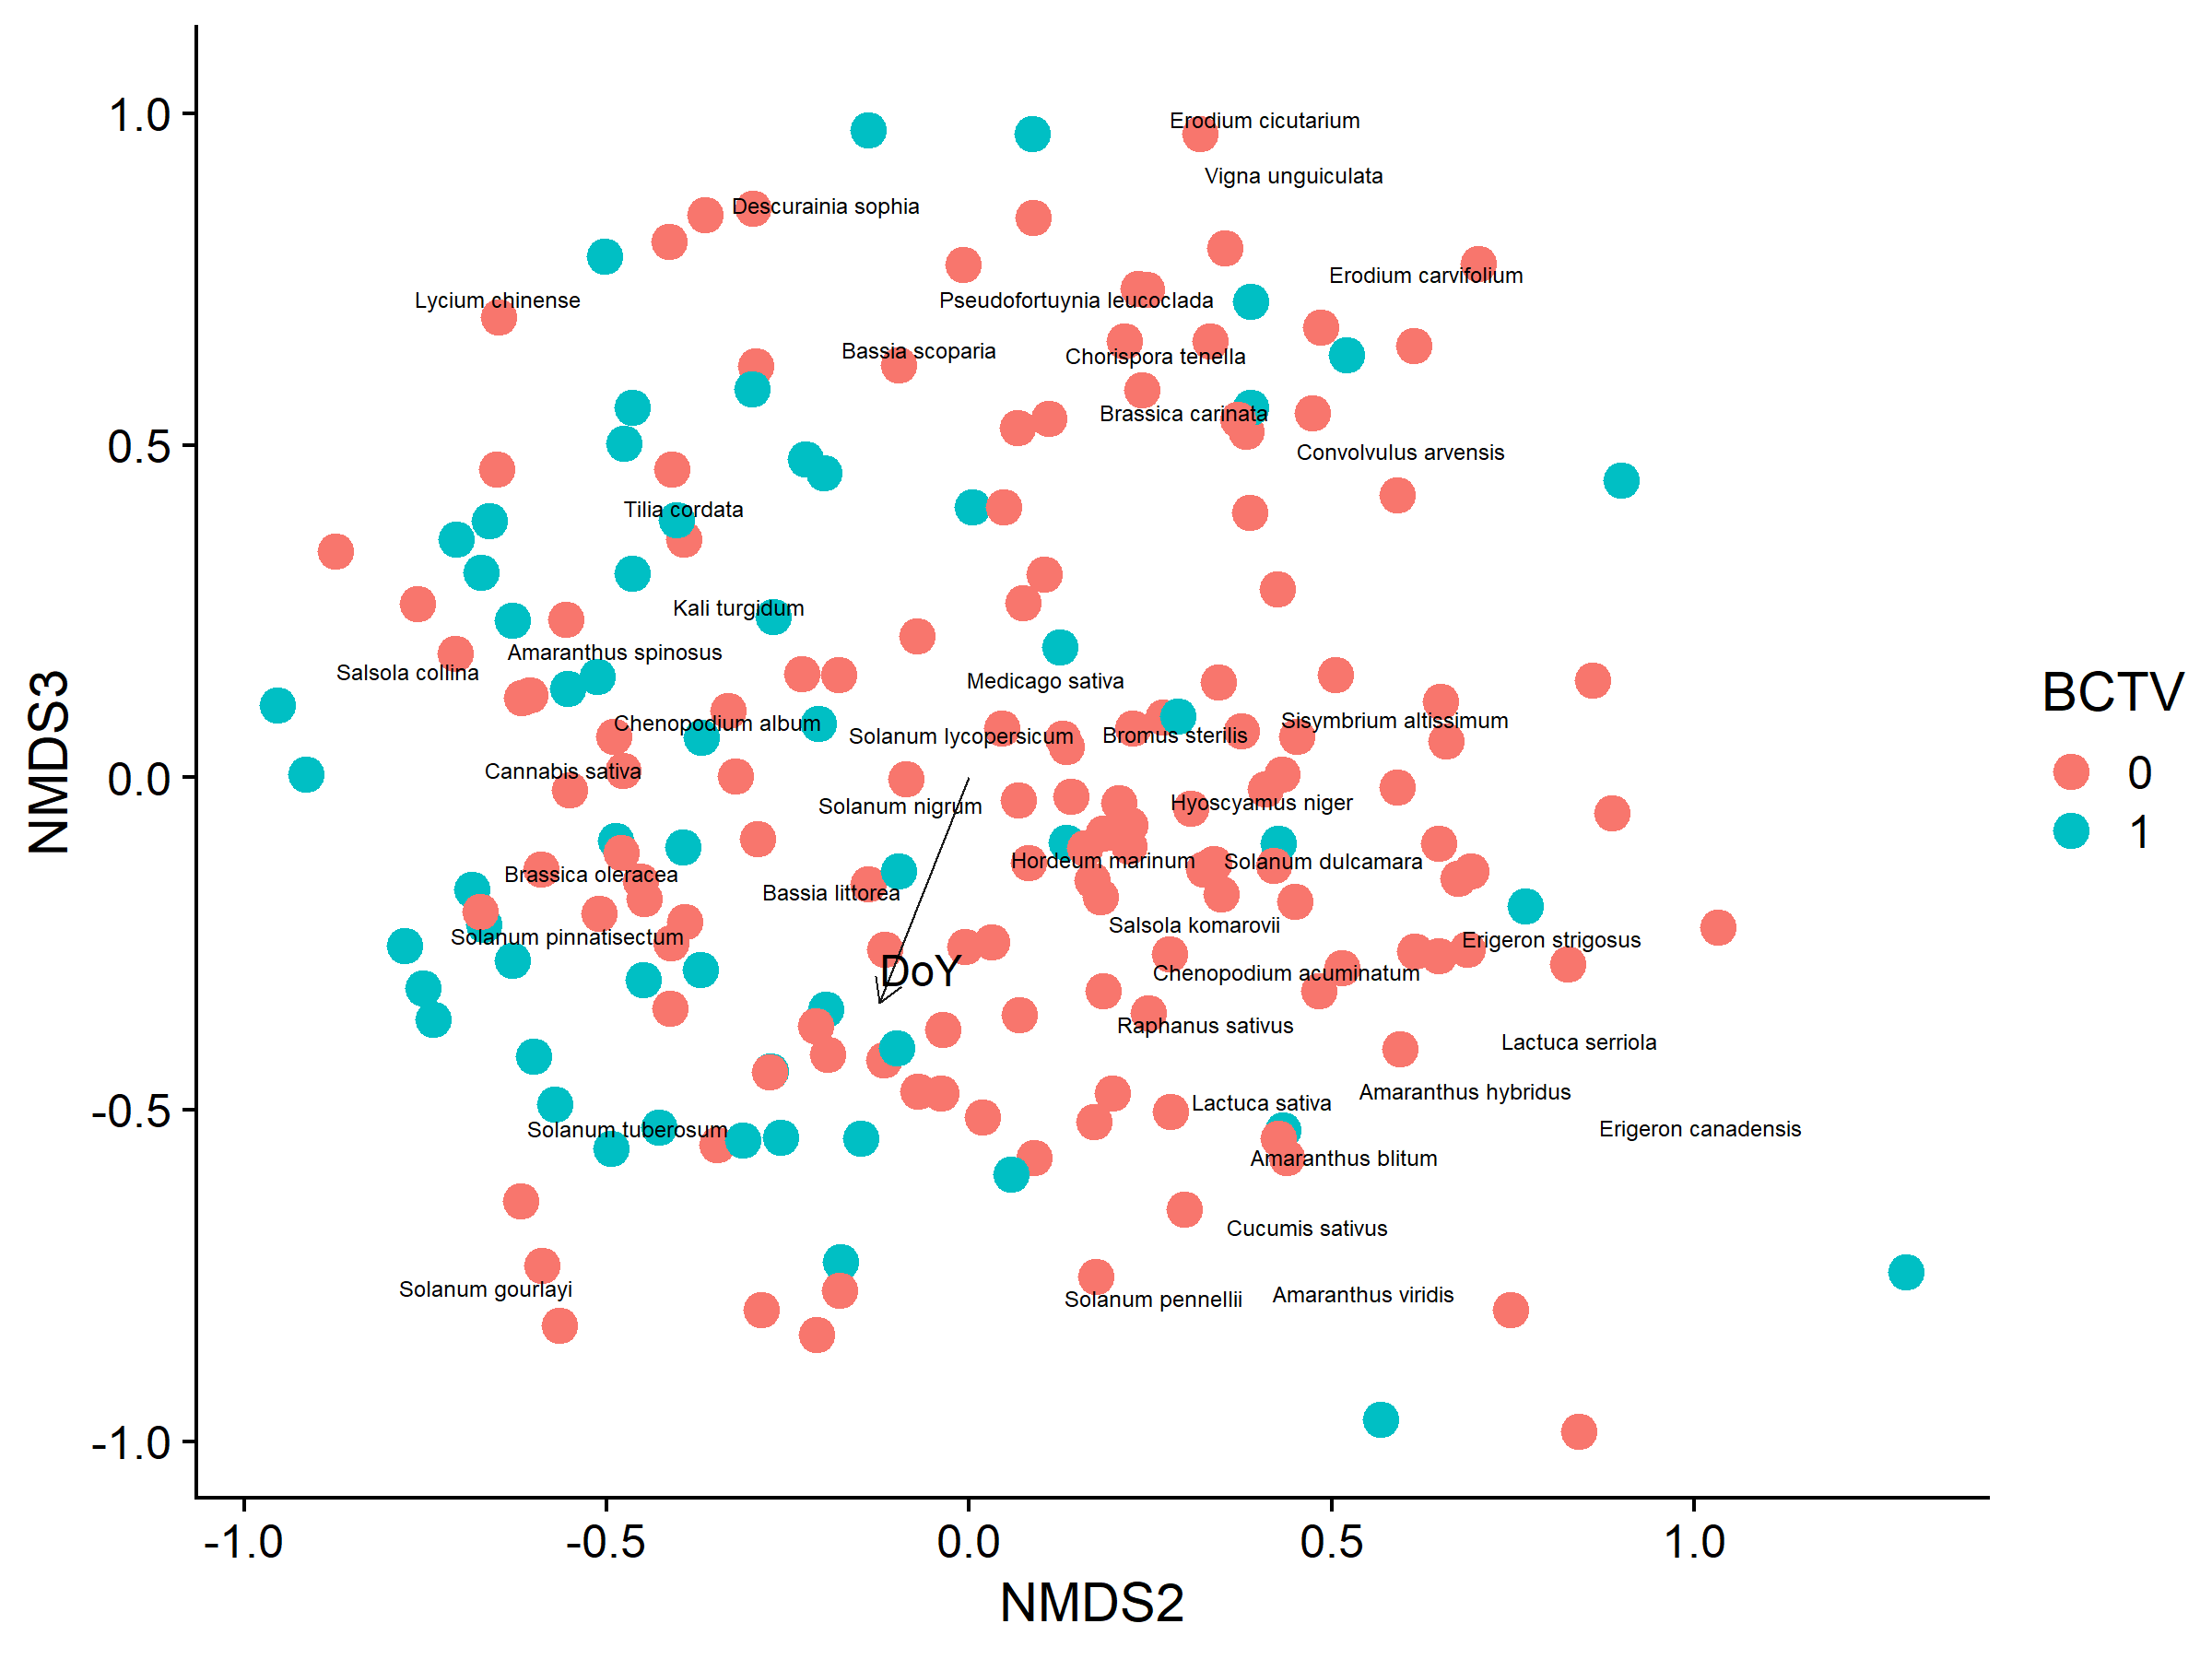 1.0
0.5
0.0
-0.5
-1.0
NMDS3
Erodium cicutarium
Vigna unguiculata
Descurainia sophia
Erodium carvifolium
Lycium chinense
Pseudofortuynia leucoclada
Bassia scoparia
Chorispora tenella
Brassica carinata
Convolvulus arvensis
Tilia cordata
Kali turgidum
Amaranthus spinosus
Salsola collina
Medicago sativa
Chenopodium album
Sisymbrium altissimum
Solanum lycopersicum
Bromus sterilis
Cannabis sativa
Solanum nigrum
Hyoscyamus niger
Hordeum marinum
Solanum dulcamara
Brassica oleracea
Bassia littorea
Salsola komarovii
Solanum pinnatisectum
Erigeron strigosus
DoY
Chenopodium acuminatum
Raphanus sativus
Lactuca serriola
Amaranthus hybridus
Lactuca sativa
Solanum tuberosum
Erigeron canadensis
Amaranthus blitum
Cucumis sativus
Solanum gourlayi
Solanum pennellii
Amaranthus viridis
-1.0
-0.5
0.0
0.5
1.0
NMDS2
BCTV
0
1